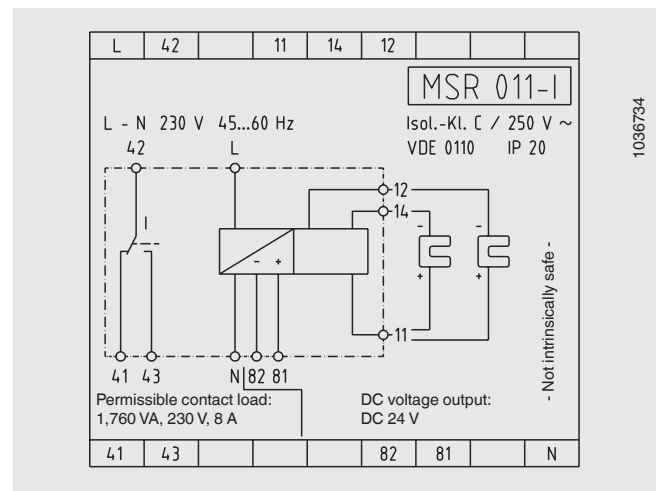 L 42 11 14 12
MSR 011-I
L - N 230 V 45...60 Hz
Isol.-Kl. C / 250 V ~
VDE 0110 IP 20
42 L
12
14
I
- -
- +
+ +
11
41 43 N 82 81
Permissible contact load:
1,760 VA, 230 V, 8 A
DC voltage output:
DC 24 V
- Not intrinsically safe -
41 43 82 81 N
1036734